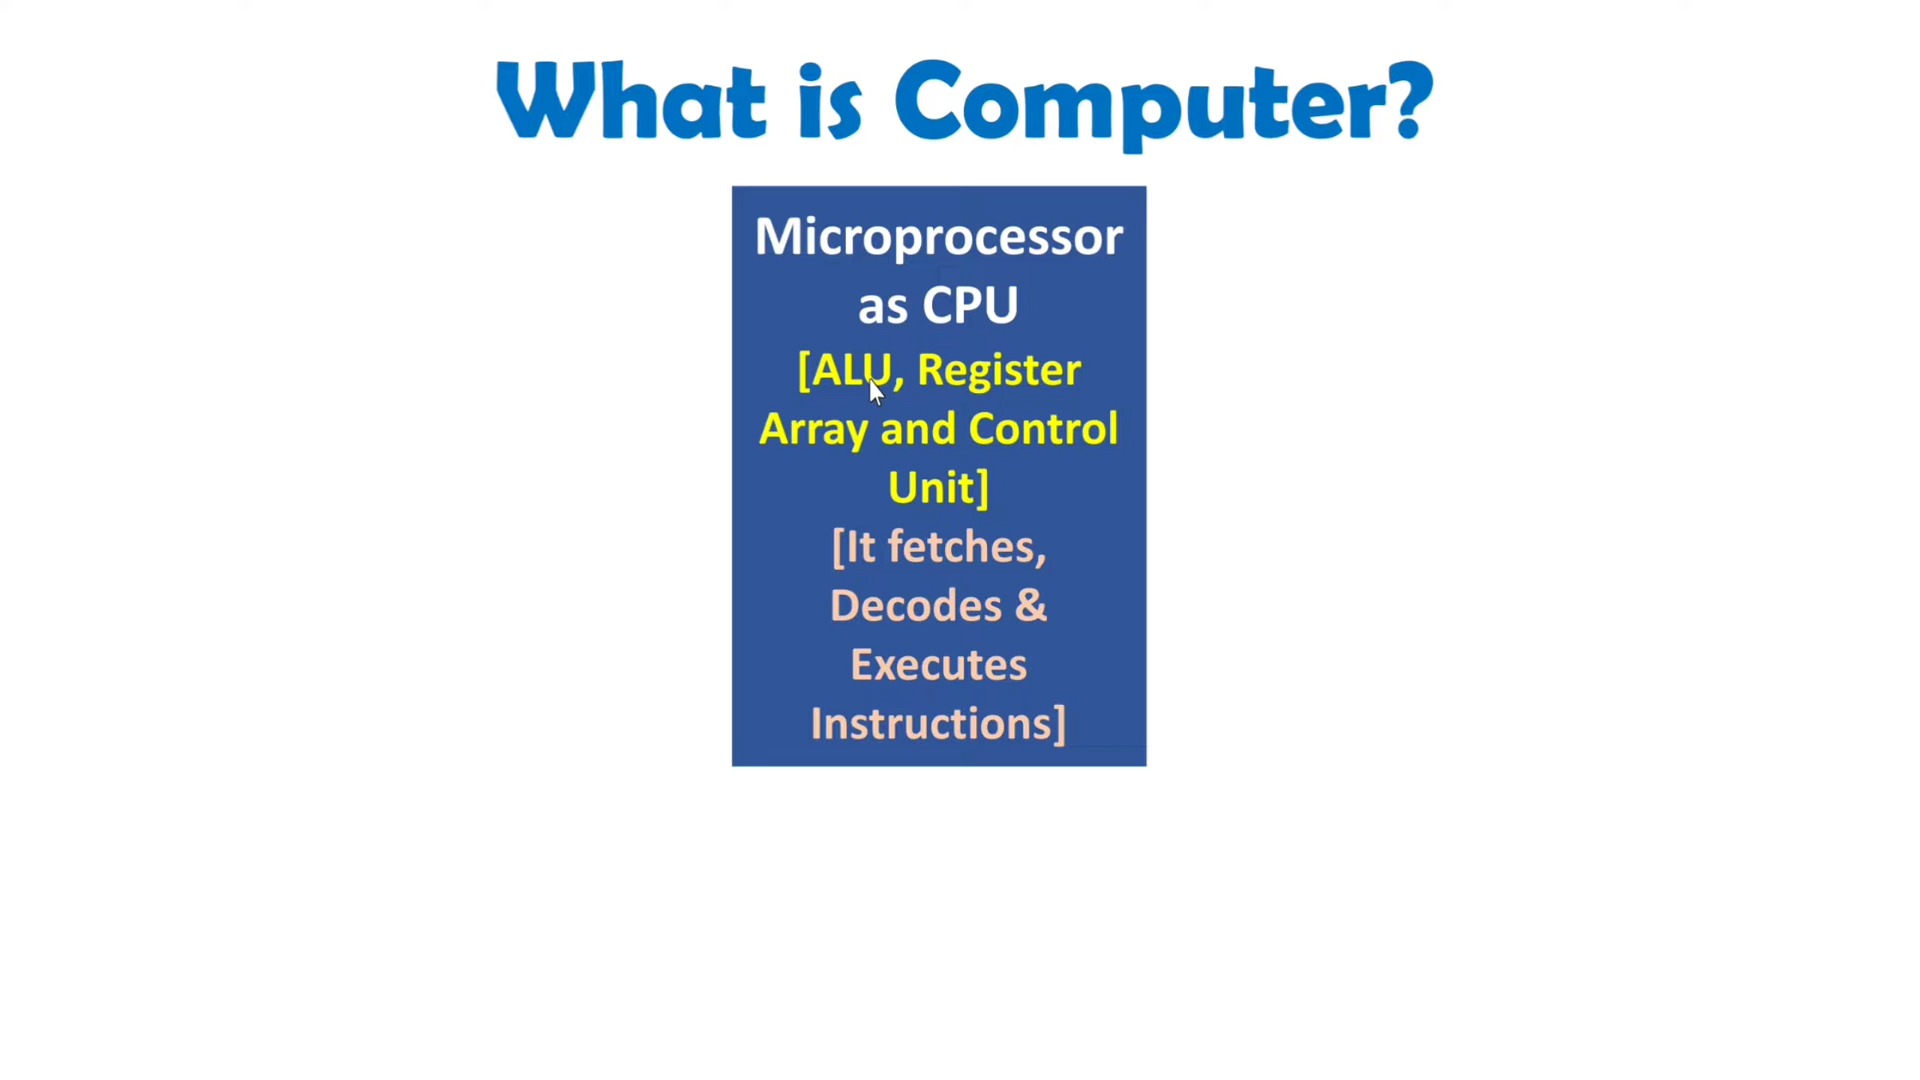 What is Computer?
Microprocessor
as CPU
[ALU, Register
Array and Control
Unit]
[It fetches,
Decodes &
Executes
Instructions]